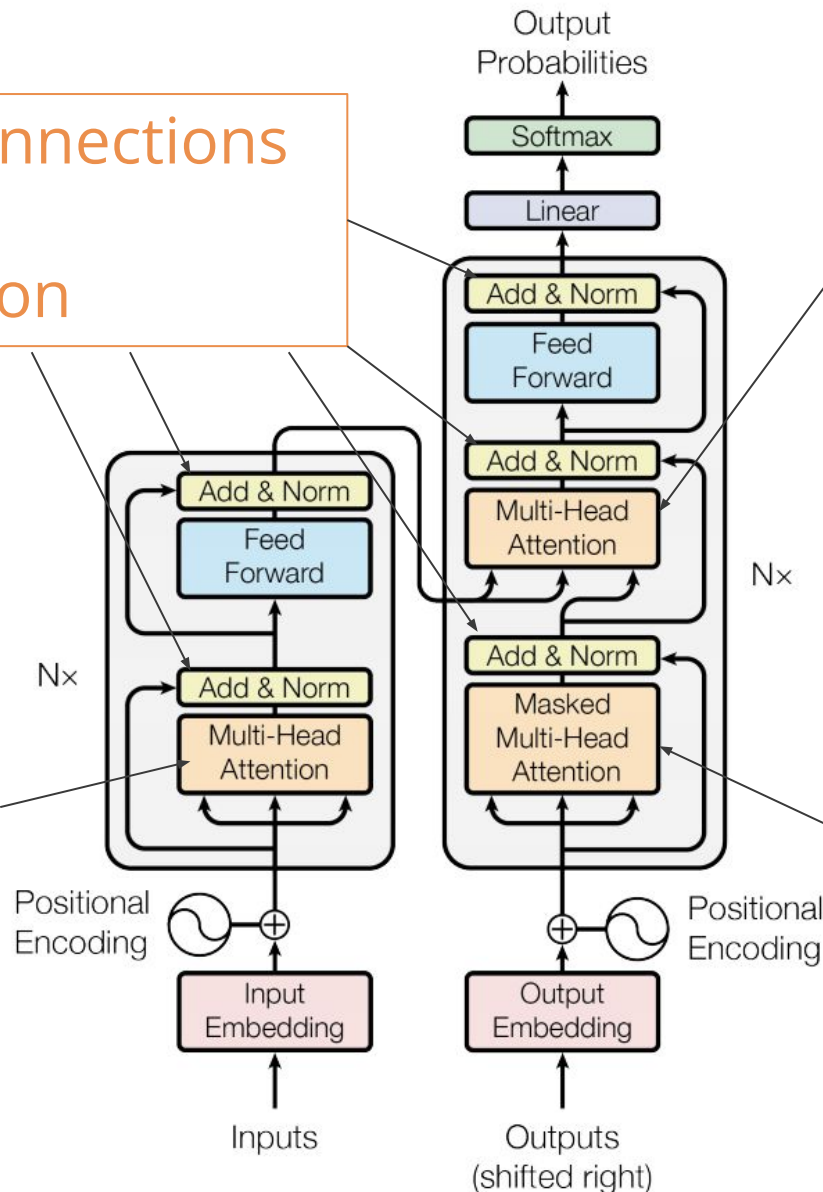 Output
Probabilities
Softmax
Linear
nnections
on
Add & Norm
Feed
Forward
Add & Norm
Multi-Head
Attention
Nx
Add & Norm
Masked
Multi-Head
Attention
Add & Norm
Feed
Forward
Nx
Add & Norm
Multi-Head
Attention
Positional
Encoding
Positional
Encoding
Input
Embedding
Output
Embedding
Inputs
Outputs
(shifted right)